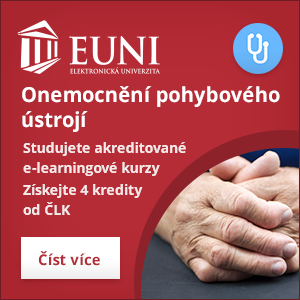 EUNI
ELEKTRONICKÁ UNIVERZITA
Onemocnění pohybového
ústrojí
Studujete akreditované
e-learningové kurzy
Získejte 4 kredity
od ČLK
Číst více